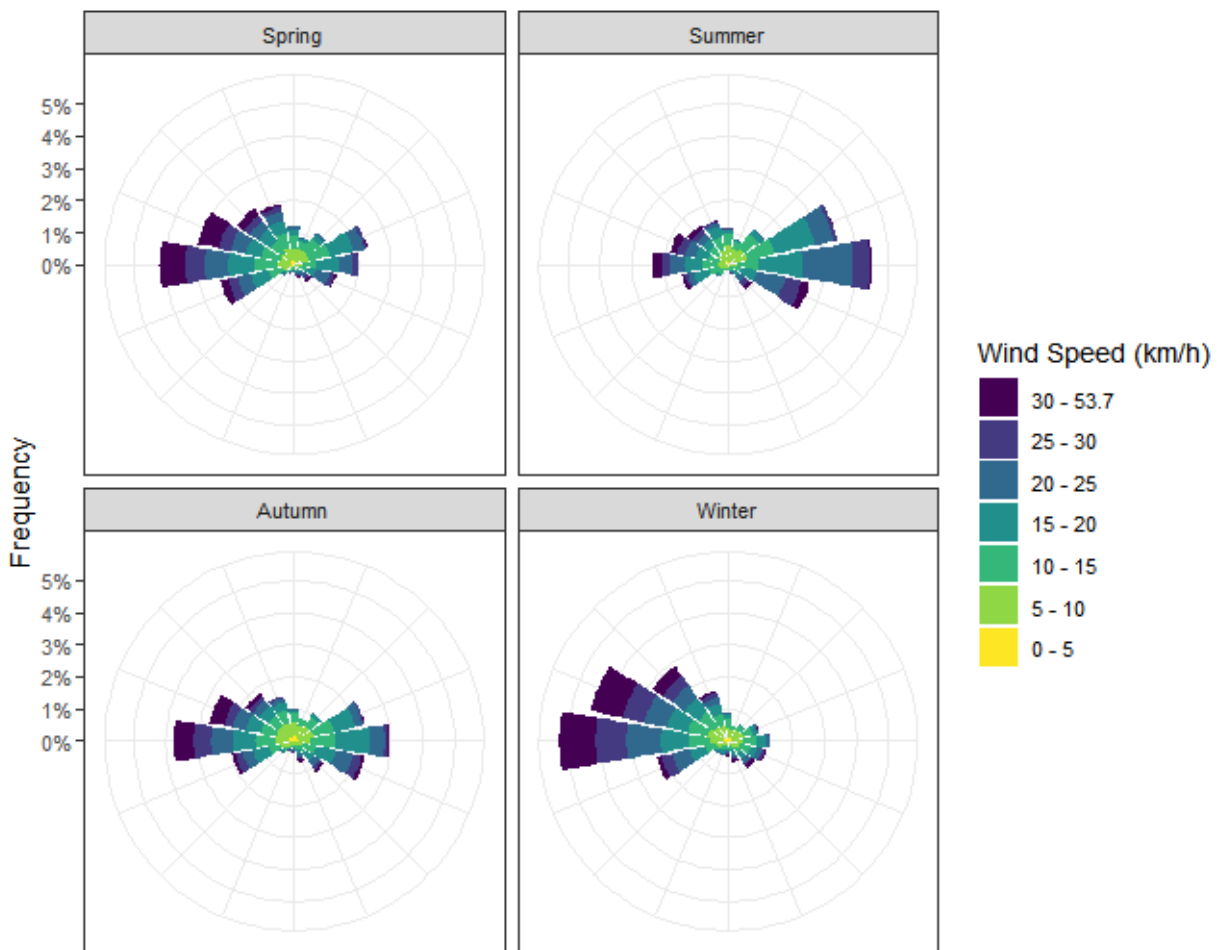 Spring
Summer
5%
4%
3%
2%
1%
0%
Autumn
Winter
5%
4%
3%
2%
1%
0%
Frequency
Wind Speed (km/h)
30 - 53.7
25 - 30
20 - 25
15 - 20
10 - 15
5 - 10
0 - 5